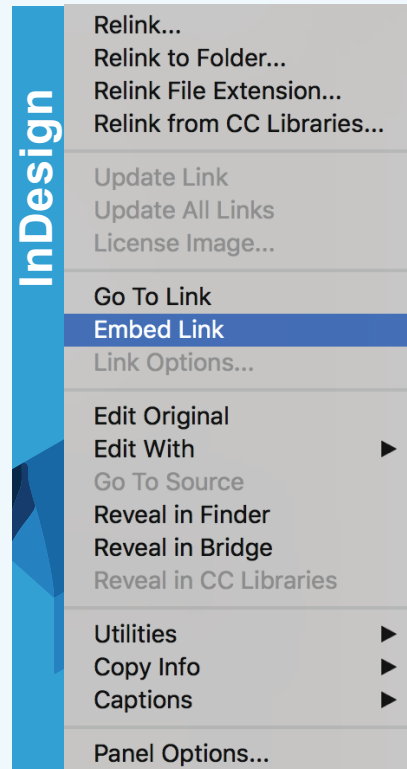 InDesign
Relink...
Relink to Folder...
Relink File Extension...
Relink from CC Libraries...
Update Link
Update All Links
License Image...
Go To Link
Embed Link
Link Options...
Edit Original
Edit With
Go To Source
Reveal in Finder
Reveal in Bridge
Reveal in CC Libraries
Utilities
Copy Info
Captions
Panel Options...